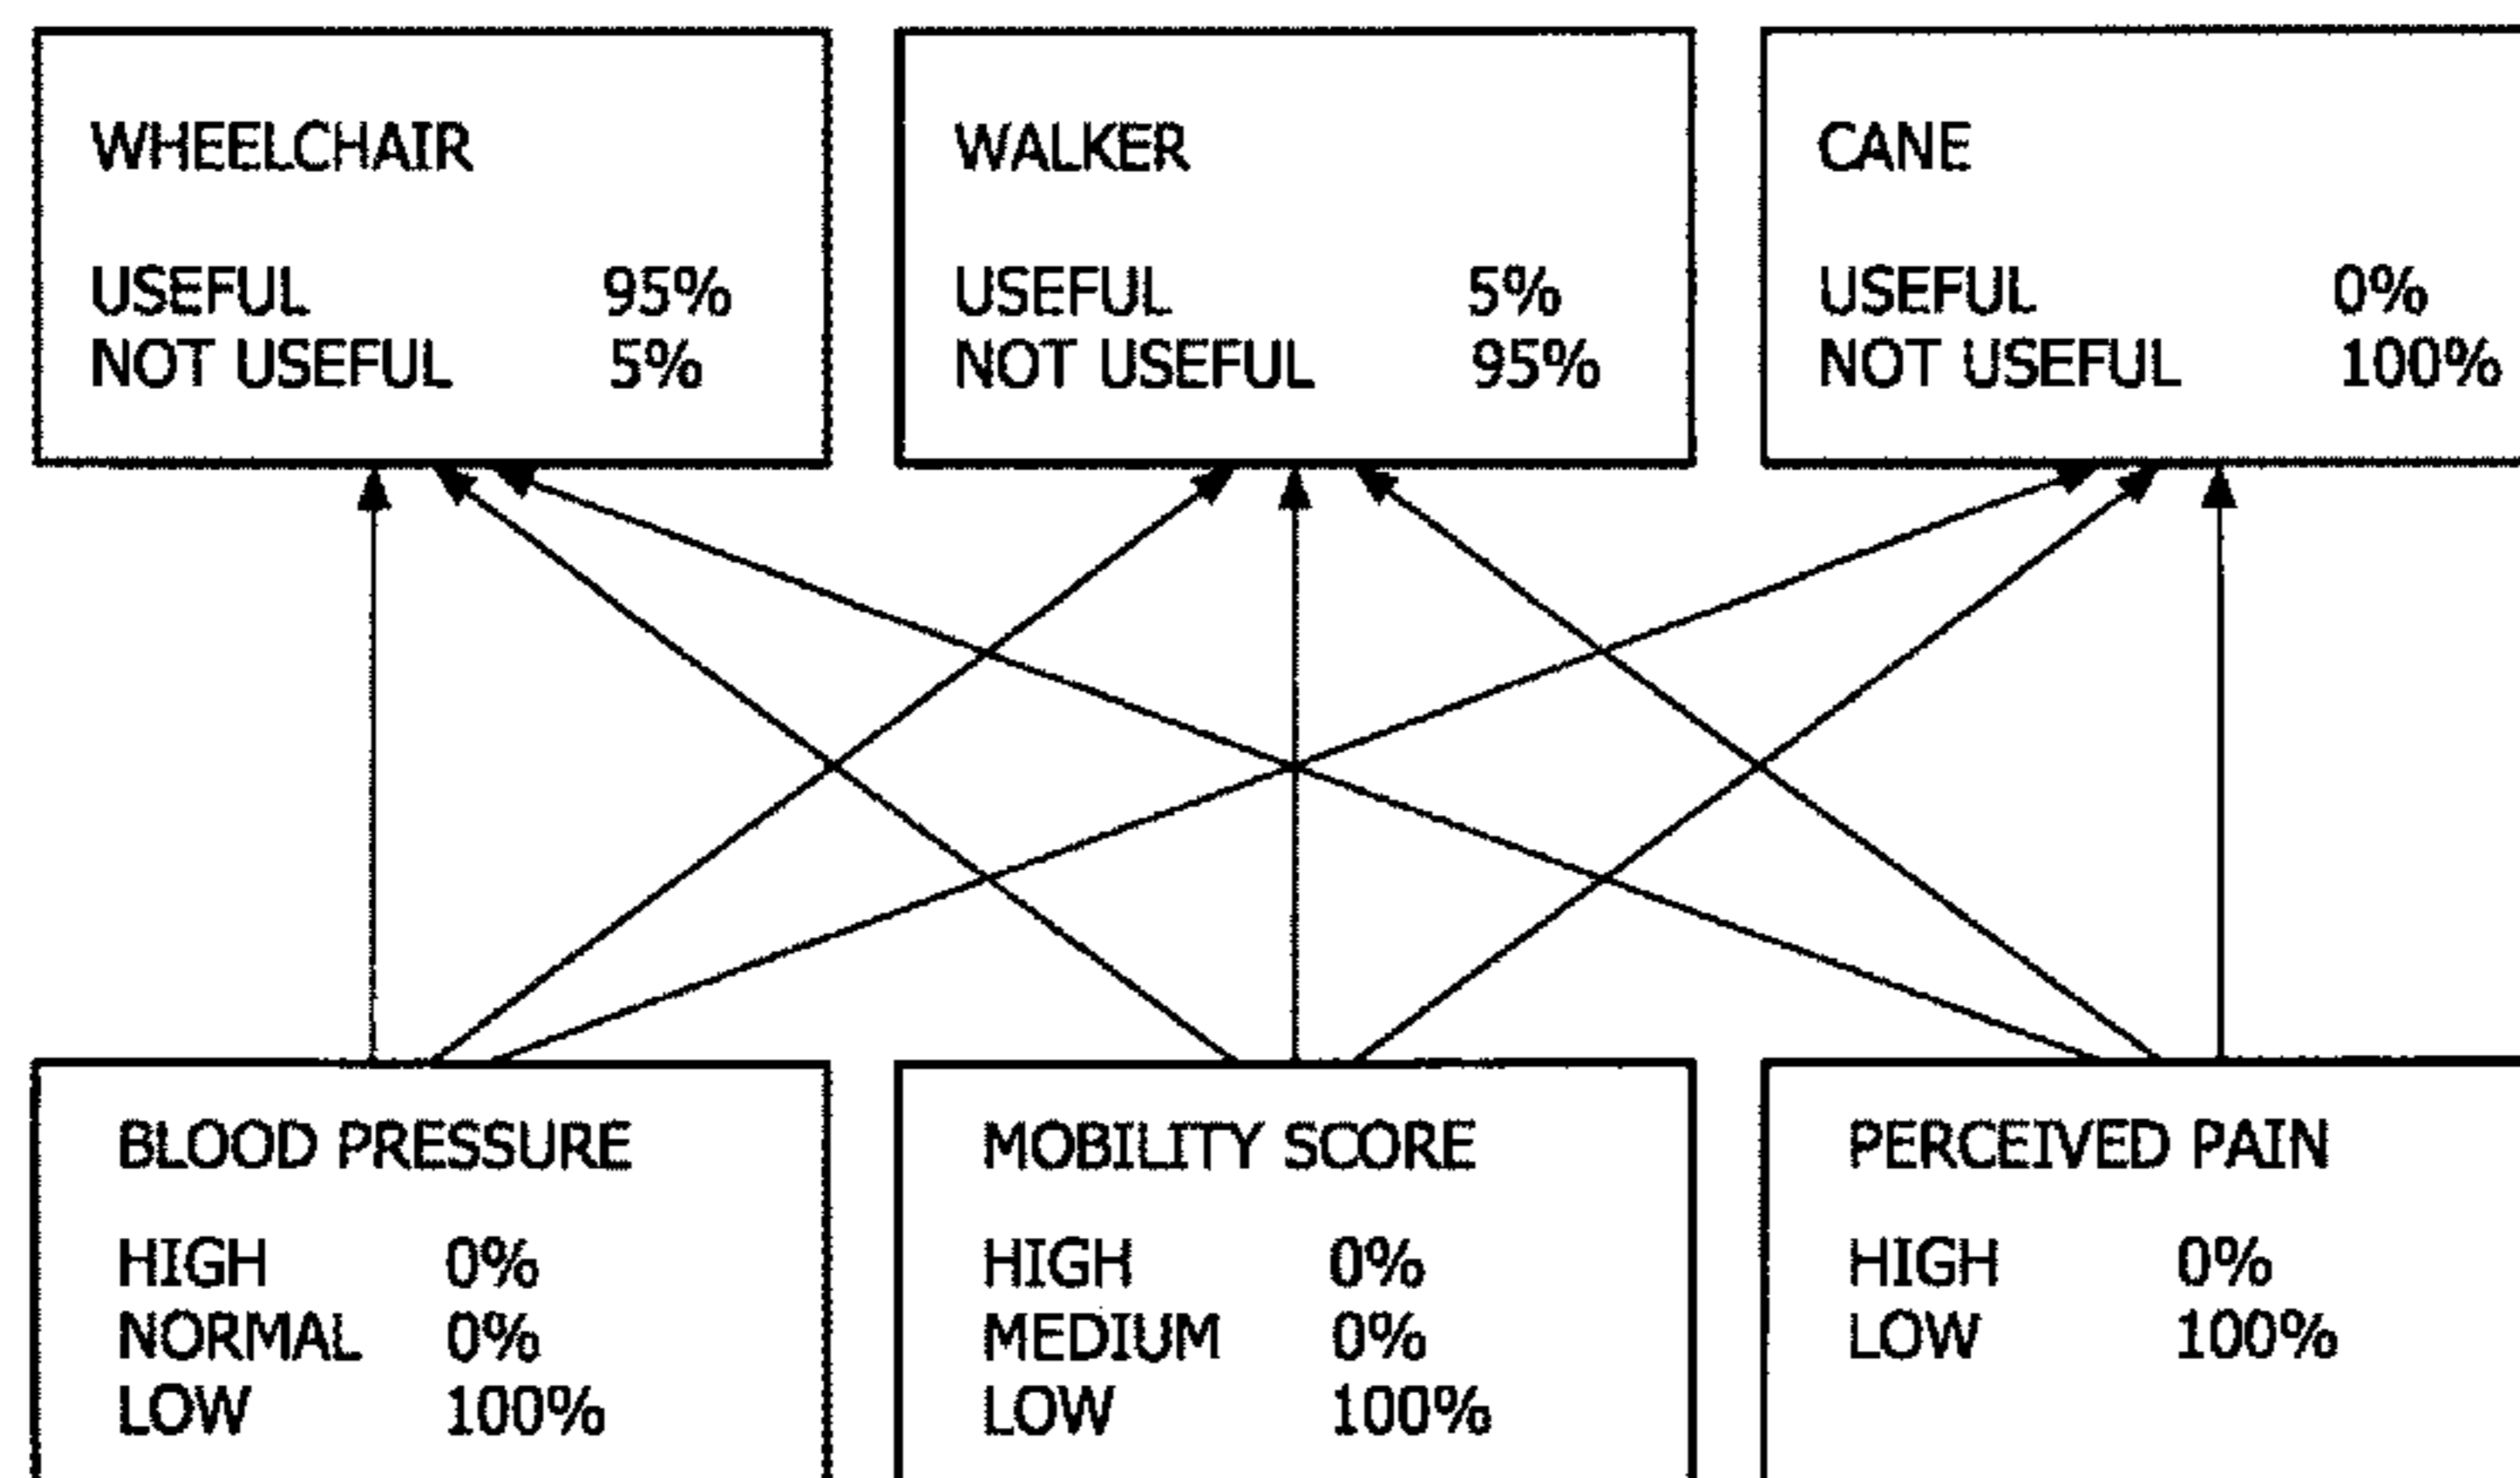 WHEELCHAIR
USEFUL 95%
NOT USEFUL 5%
WALKER
USEFUL 5%
NOT USEFUL 95%
CANE
USEFUL 0%
NOT USEFUL 100%
BLOOD PRESSURE
HIGH 0%
NORMAL 0%
LOW 100%
MOBILITY SCORE
HIGH 0%
MEDIUM 0%
LOW 100%
PERCEIVED PAIN
HIGH 0%
LOW 100%